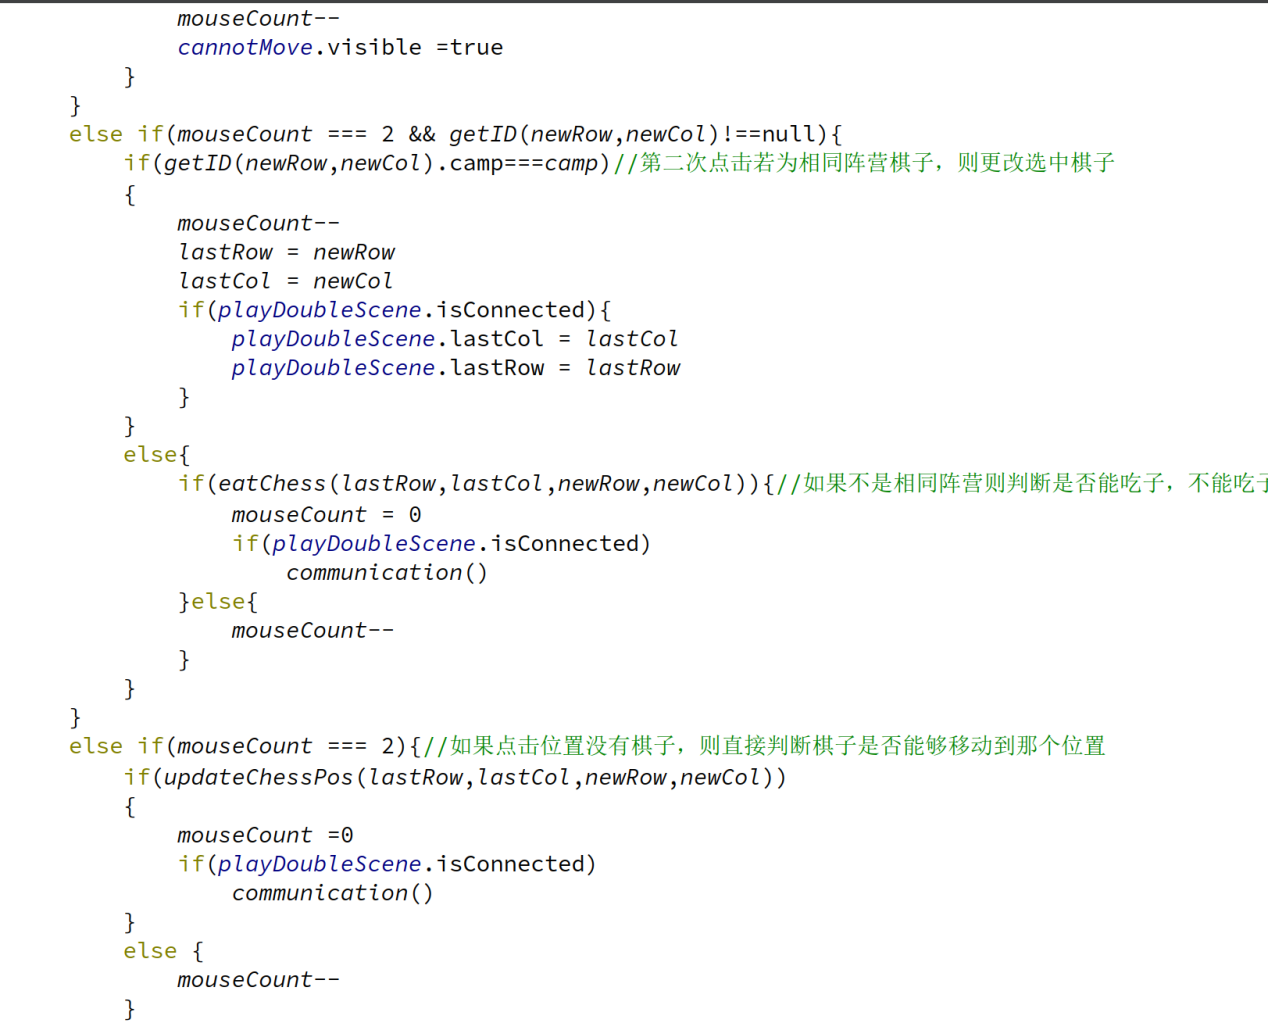 mouseCount--
cannotMove.visible =true
}
}
else if(mouseCount === 2 && getID(newRow,newCol)!==null){
if(getID(newRow,newCol).camp===camp)//第二次点击若为相同阵营棋子，则更改选中棋子
{
mouseCount--
lastRow = newRow
lastCol = newCol
if(playDoubleScene.isConnected){
playDoubleScene.lastCol = lastCol
playDoubleScene.lastRow = lastRow
}
}
else{
if(eatChess(lastRow,lastCol,newRow,newCol)){//如果不是相同阵营则判断是否能吃子，不能吃子
mouseCount = 0
if(playDoubleScene.isConnected)
communication()
}else{
mouseCount--
}
}
}
else if(mouseCount === 2){//如果点击位置没有棋子，则直接判断棋子是否能够移动到那个位置
if(updateChessPos(lastRow,lastCol,newRow,newCol))
{
mouseCount =0
if(playDoubleScene.isConnected)
communication()
}
else {
mouseCount--
}